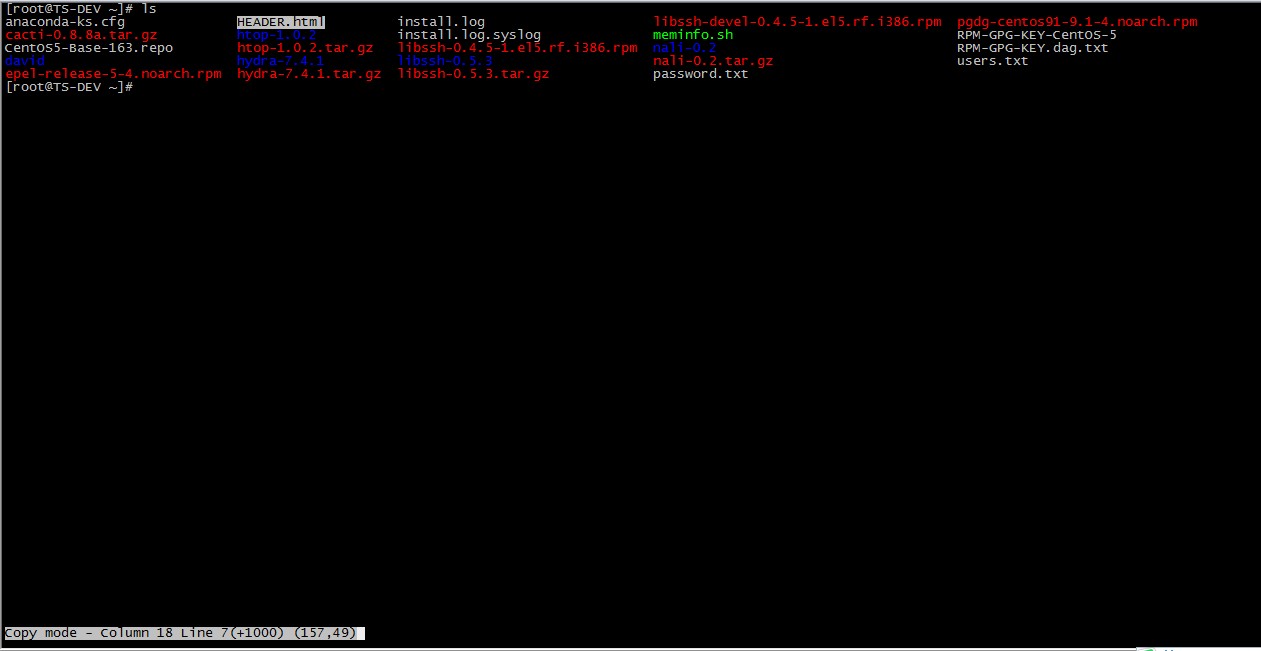 [root@TS-DEV ~]# ls
anaconda-ks.cfg HEADER.html install.log libssh-devel-0.4.5-1.el5.rf.i386.rpm pgdg-centos91-9.1-4.noarch.rpm
cacti-0.8.8a.tar.gz htop-1.0.2 install.log.syslog meminfo.sh RPM-GPG-KEY-CentOS-5
CentOS5-Base-163.repo htop-1.0.2.tar.gz libssh-0.4.5-1.el5.rf.i386.rpm nali-0.2 RPM-GPG-KEY.dag.txt
david hydra-7.4.1 libssh-0.5.3 nali-0.2.tar.gz users.txt
epel-release-5-4.noarch.rpm hydra-7.4.1.tar.gz libssh-0.5.3.tar.gz password.txt
[root@TS-DEV ~]#
Copy mode - Column 18 Line 7(+1000) (157,49)